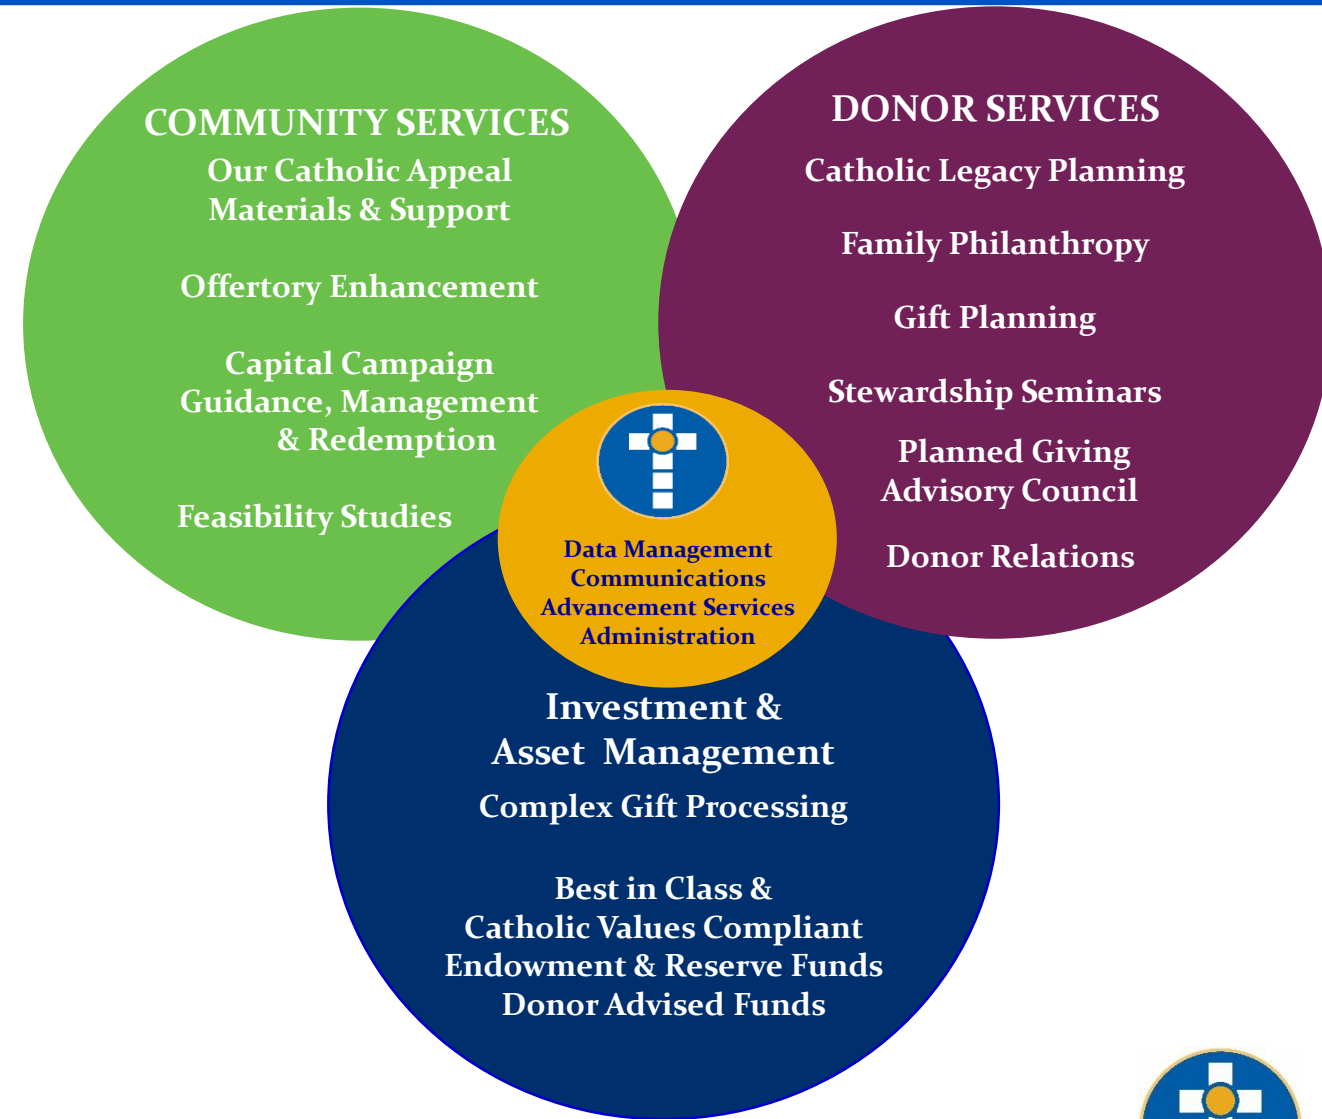 COMMUNITY SERVICES
Our Catholic Appeal
Materials & Support
Offertory Enhancement
Capital Campaign
Guidance, Management
& Redemption
Feasibility Studies
DONOR SERVICES
Catholic Legacy Planning
Family Philanthropy
Gift Planning
Stewardship Seminars
Planned Giving
Advisory Council
Donor Relations
Data Management
Communications
Advancement Services
Administration
Investment &
Asset Management
Complex Gift Processing
Best in Class &
Catholic Values Compliant
Endowment & Reserve Funds
Donor Advised Funds